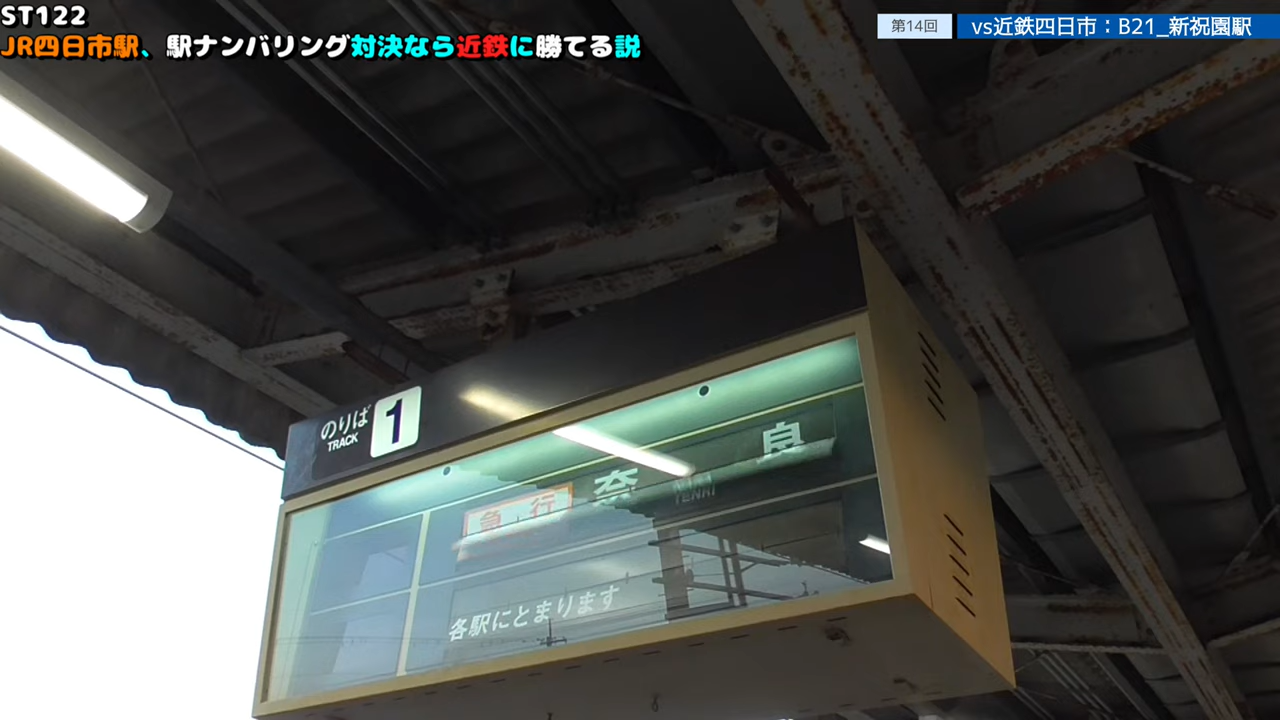 ST122
JR四日市駅、駅ナンバリング対決なら近鉄に勝てる説
第14回
vs近鉄四日市：B21_新祝園駅
のりば
TRACK
1
急行
奈良
各駅にとまります